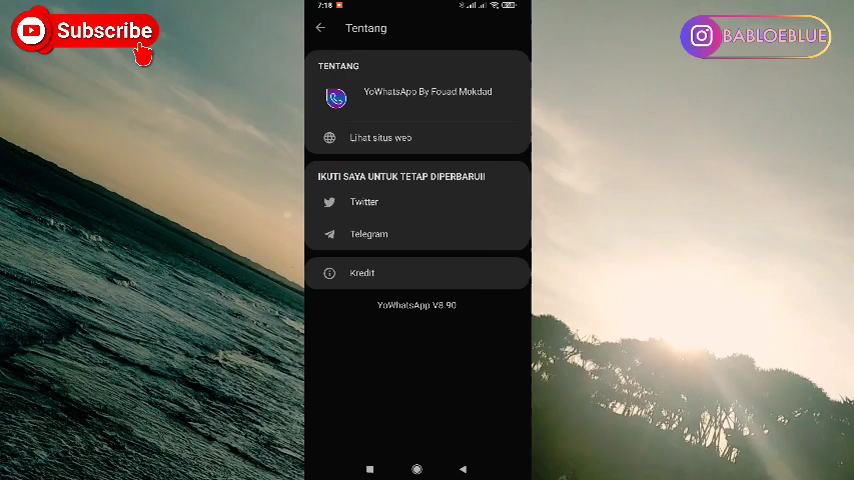 Subscribe
BABLOEBLUE
7:18
Tentang
TENTANG
YoWhatsApp By Fouad Mokdad
Lihat situs web
IKUTI SAYA UNTUK TETAP DIPERBARUI!
Twitter
Telegram
Kredit
YoWhatsApp V8.90